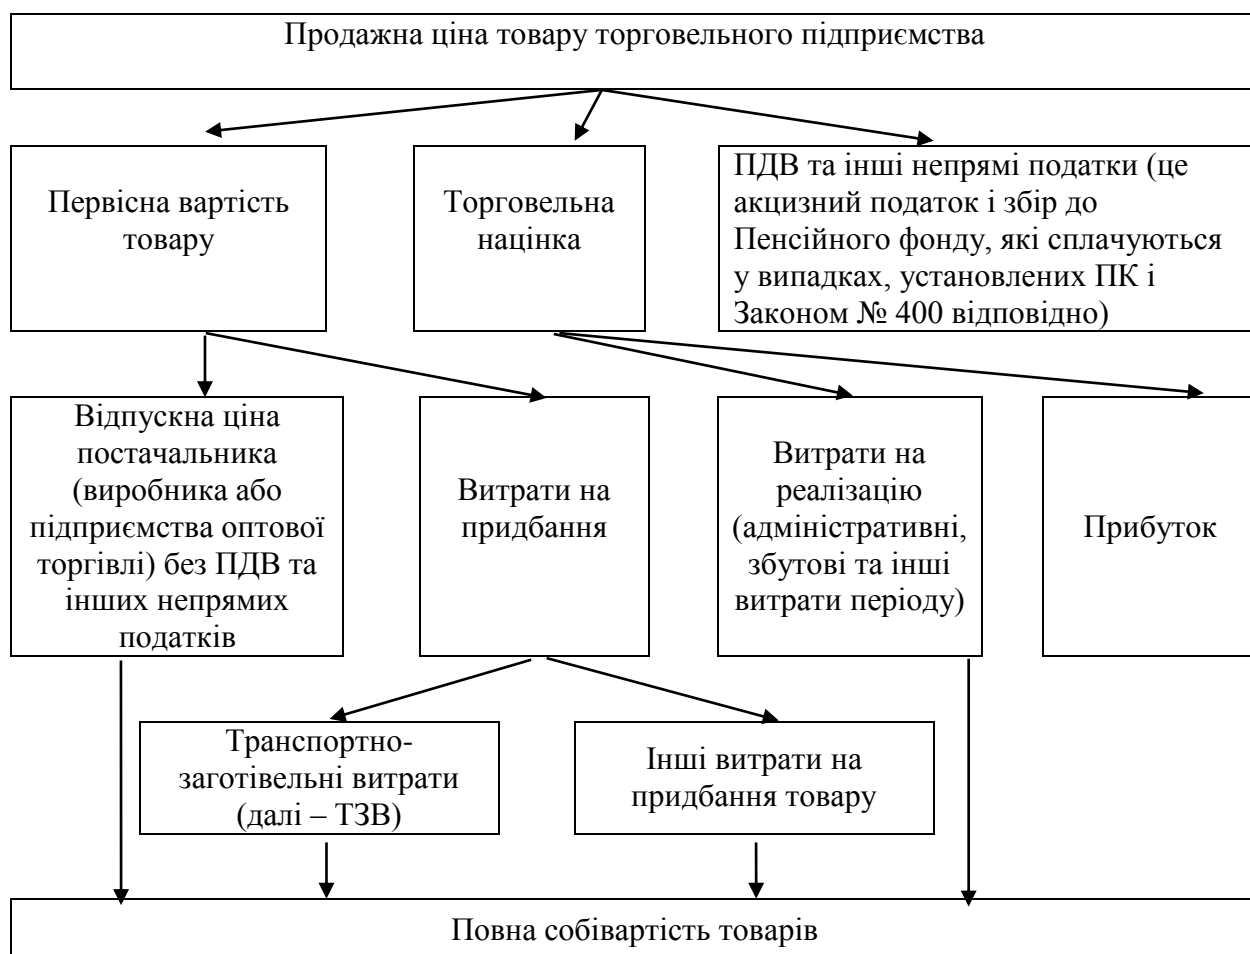 Продажна ціна товару торговельного підприємства
Первісна вартість
товару
Торговельна
націнка
ПДВ та інші непрямі податки (це
акцизний податок і збір до
Пенсійного фонду, які сплачуються
у випадках, установлених ПК і
Законом № 400 відповідно)
Відпускна ціна
постачальника
(виробника або
підприємства оптової
торгівлі) без ПДВ та
інших непрямих
податків
Витрати на
придбання
Витрати на
реалізацію
(адміністративні,
збутові та інші
витрати періоду)
Прибуток
Транспортно-
заготівельні витрати
(далі – ТЗВ)
Інші витрати на
придбання товару
Повна собівартість товарів